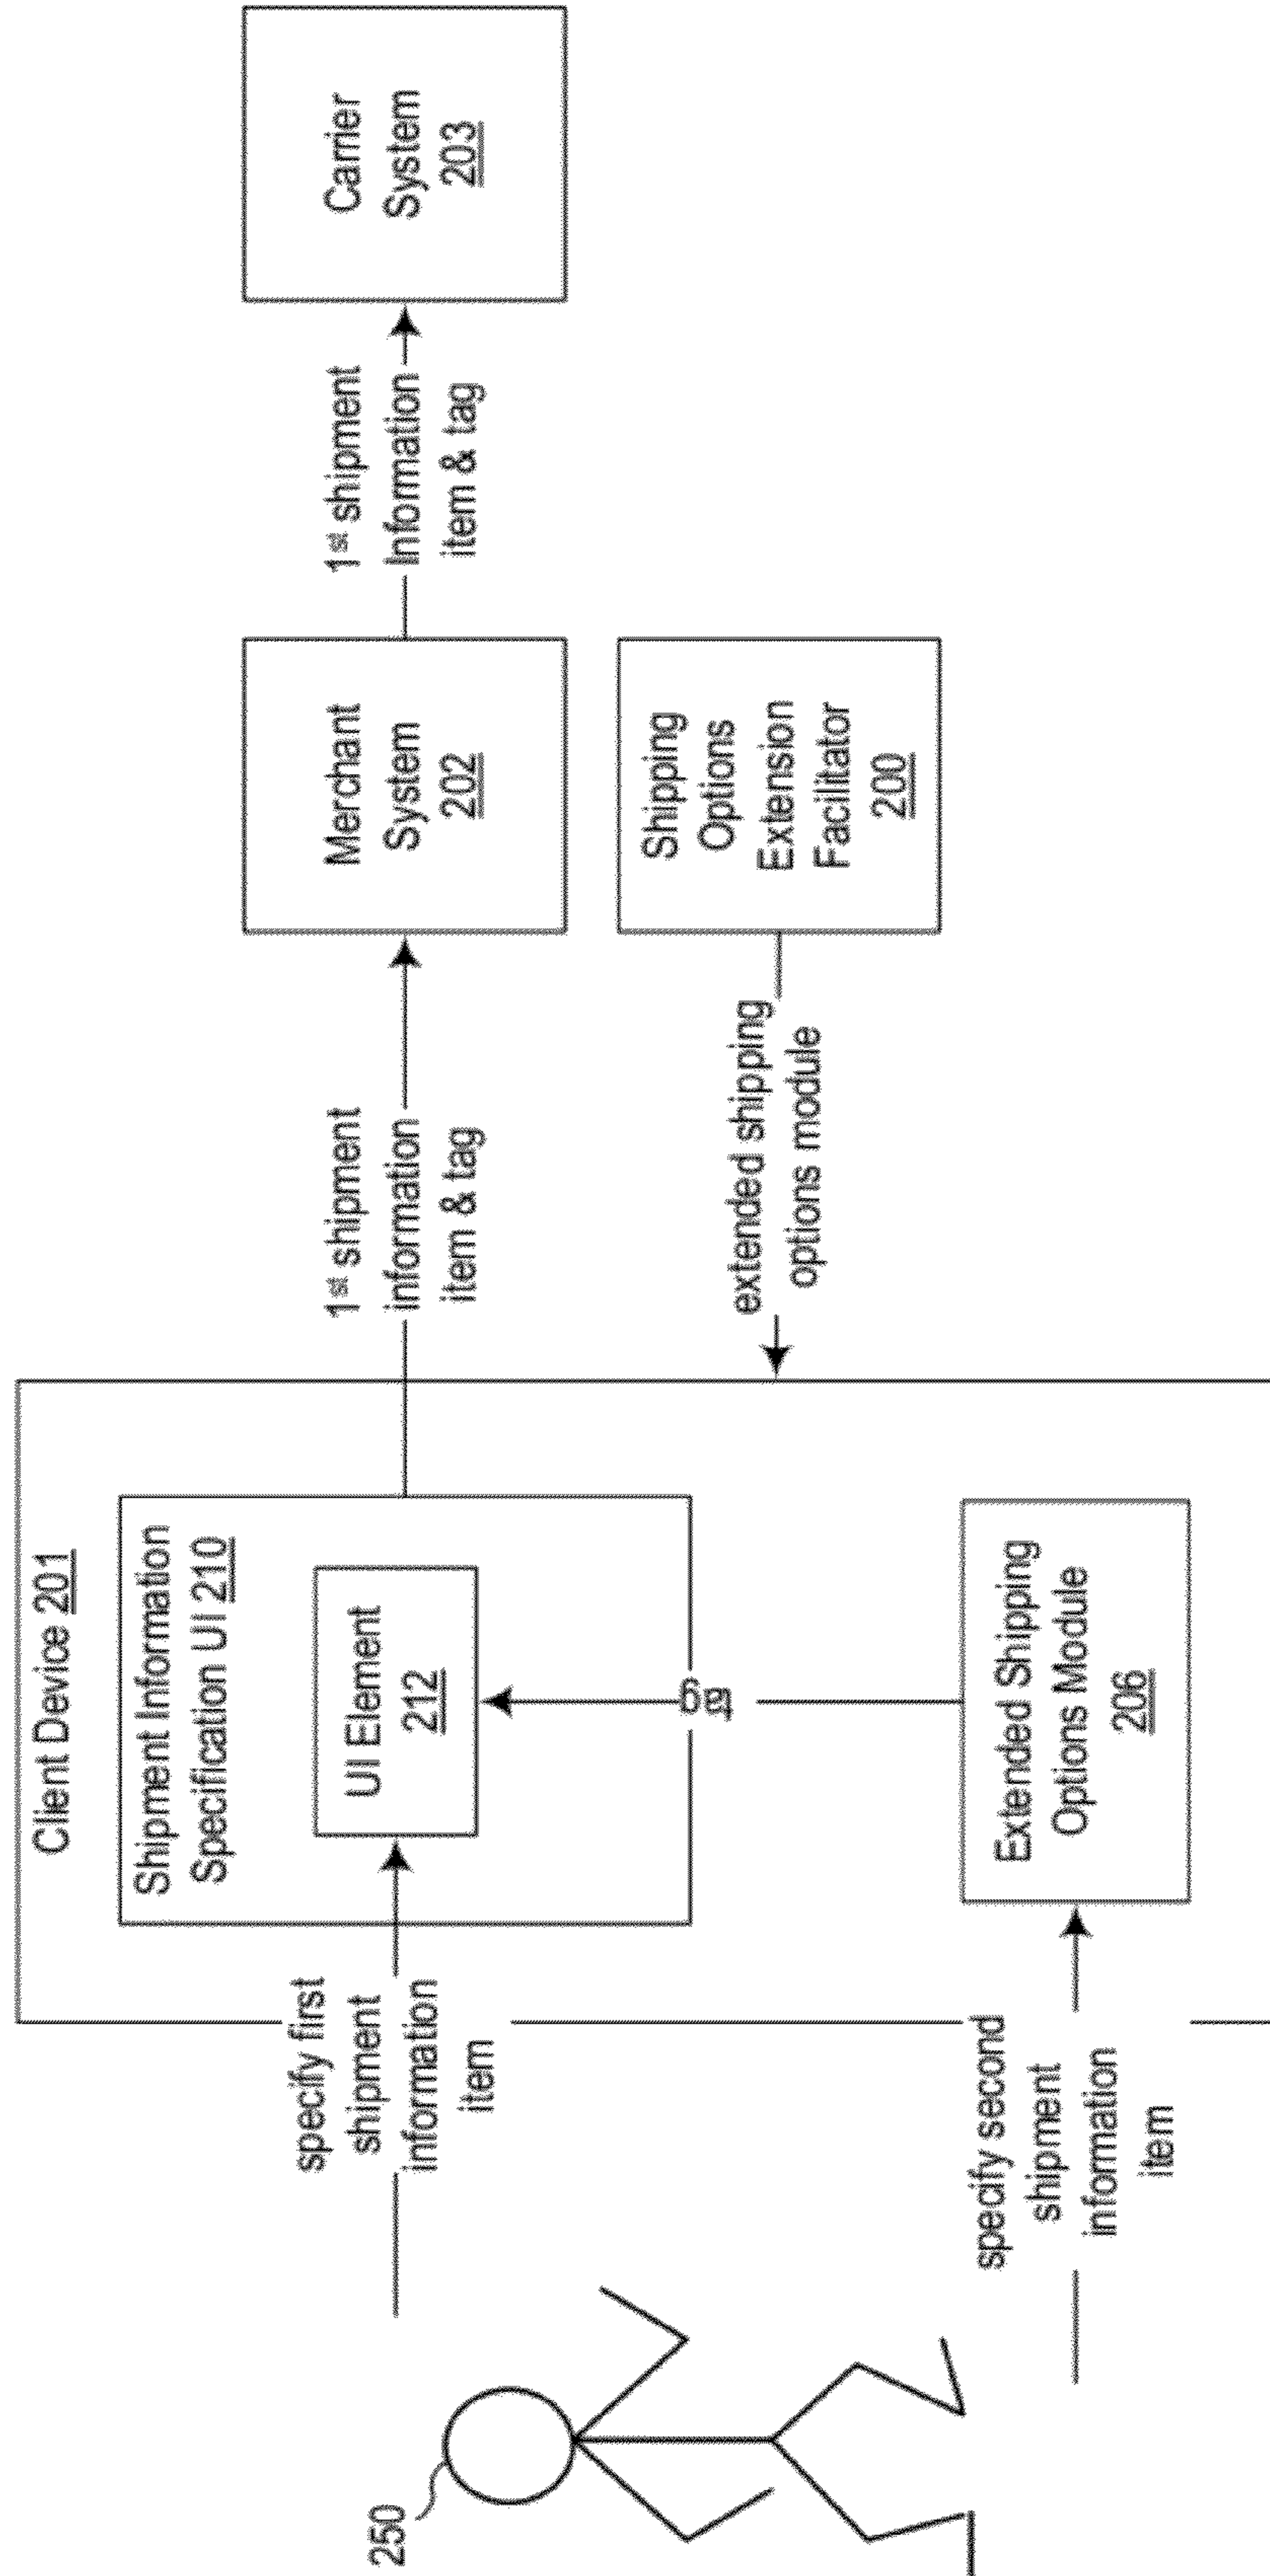 250
specify first
shipment
information
item
specify second
shipment
information
item
Client Device 201
Shipment Information
Specification UI 210
UI Element
212
Extended Shipping
Options Module
206
1st shipment
information
item & tag
extended shipping
options module
Merchant
System
202
Shipping
Options
Extension
Facilitator
200
1st shipment
Information
item & tag
Carrier
System
203